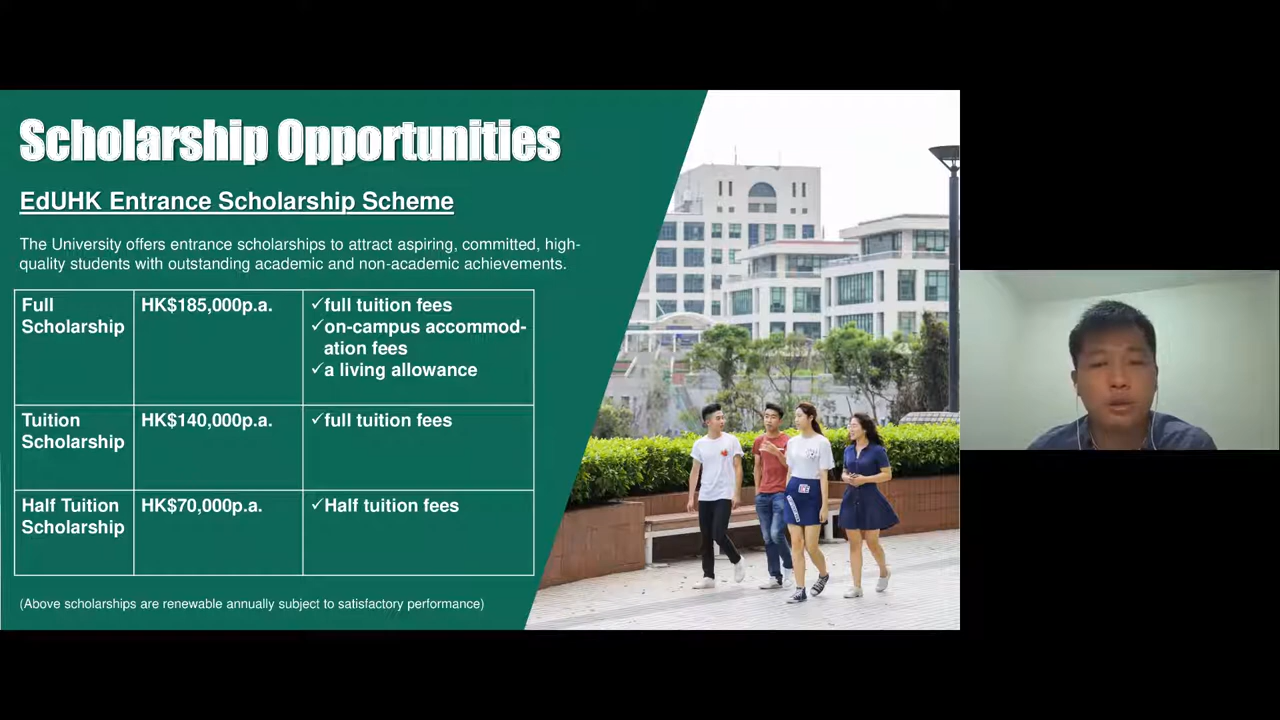 Scholarship Opportunities
EdUHK Entrance Scholarship Scheme
The University offers entrance scholarships to attract aspiring, committed, high-
quality students with outstanding academic and non-academic achievements.
Full
Scholarship
HK$185,000p.a.
✓full tuition fees
✓on-campus accommod-
ation fees
✓a living allowance
Tuition
Scholarship
HK$140,000p.a.
✓full tuition fees
Half Tuition
Scholarship
HK$70,000p.a.
✓Half tuition fees
(Above scholarships are renewable annually subject to satisfactory performance)